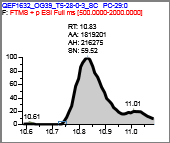 QEF1632_OG39_T5-28-0-3_SC PC-29:0
F: FTMS + p ESI Full ms [500.0000-2000.0000]
RT: 10.83
AA: 1819201
AH: 216275
SN: 59.52
100
80
60
40
20
0
10.61
11.01
10.6
10.8
11.0